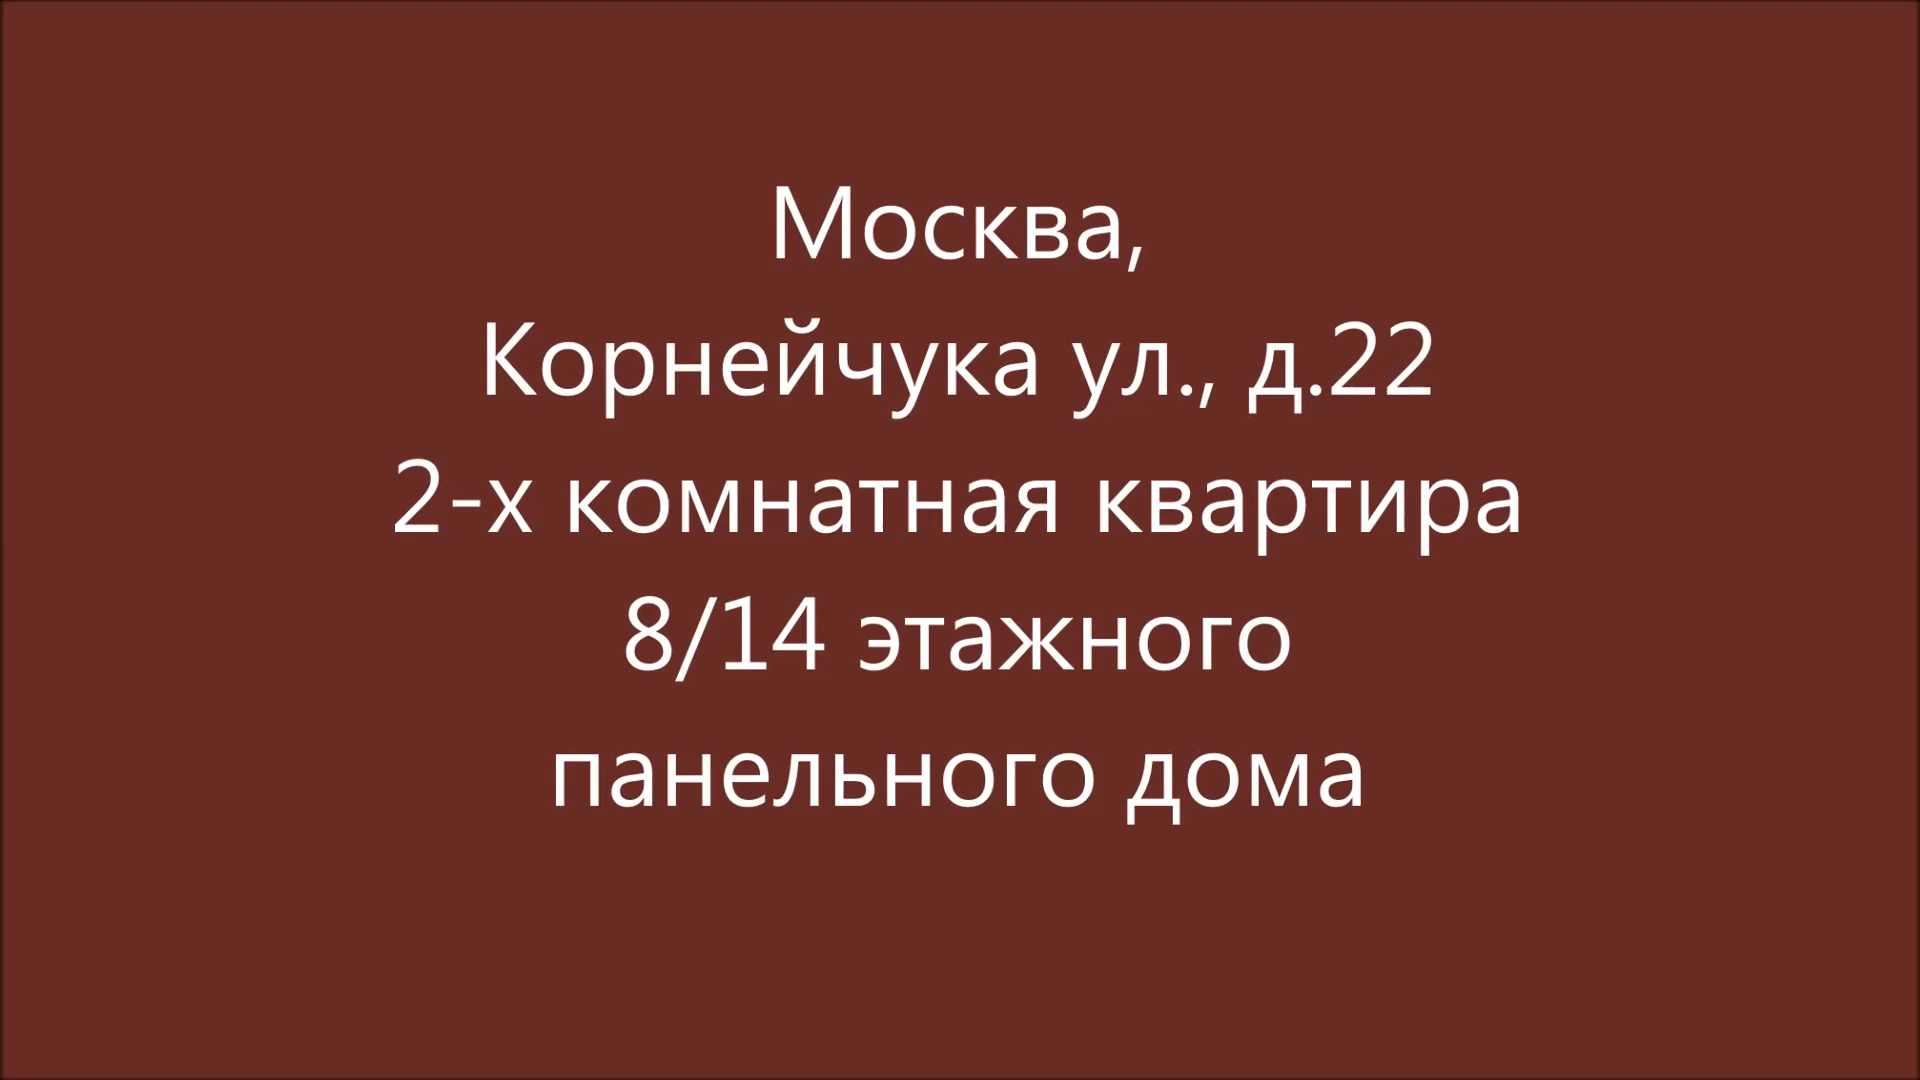 Москва,
Корнейчука ул., д.22
2-х комнатная квартира
8/14 этажного
панельного дома